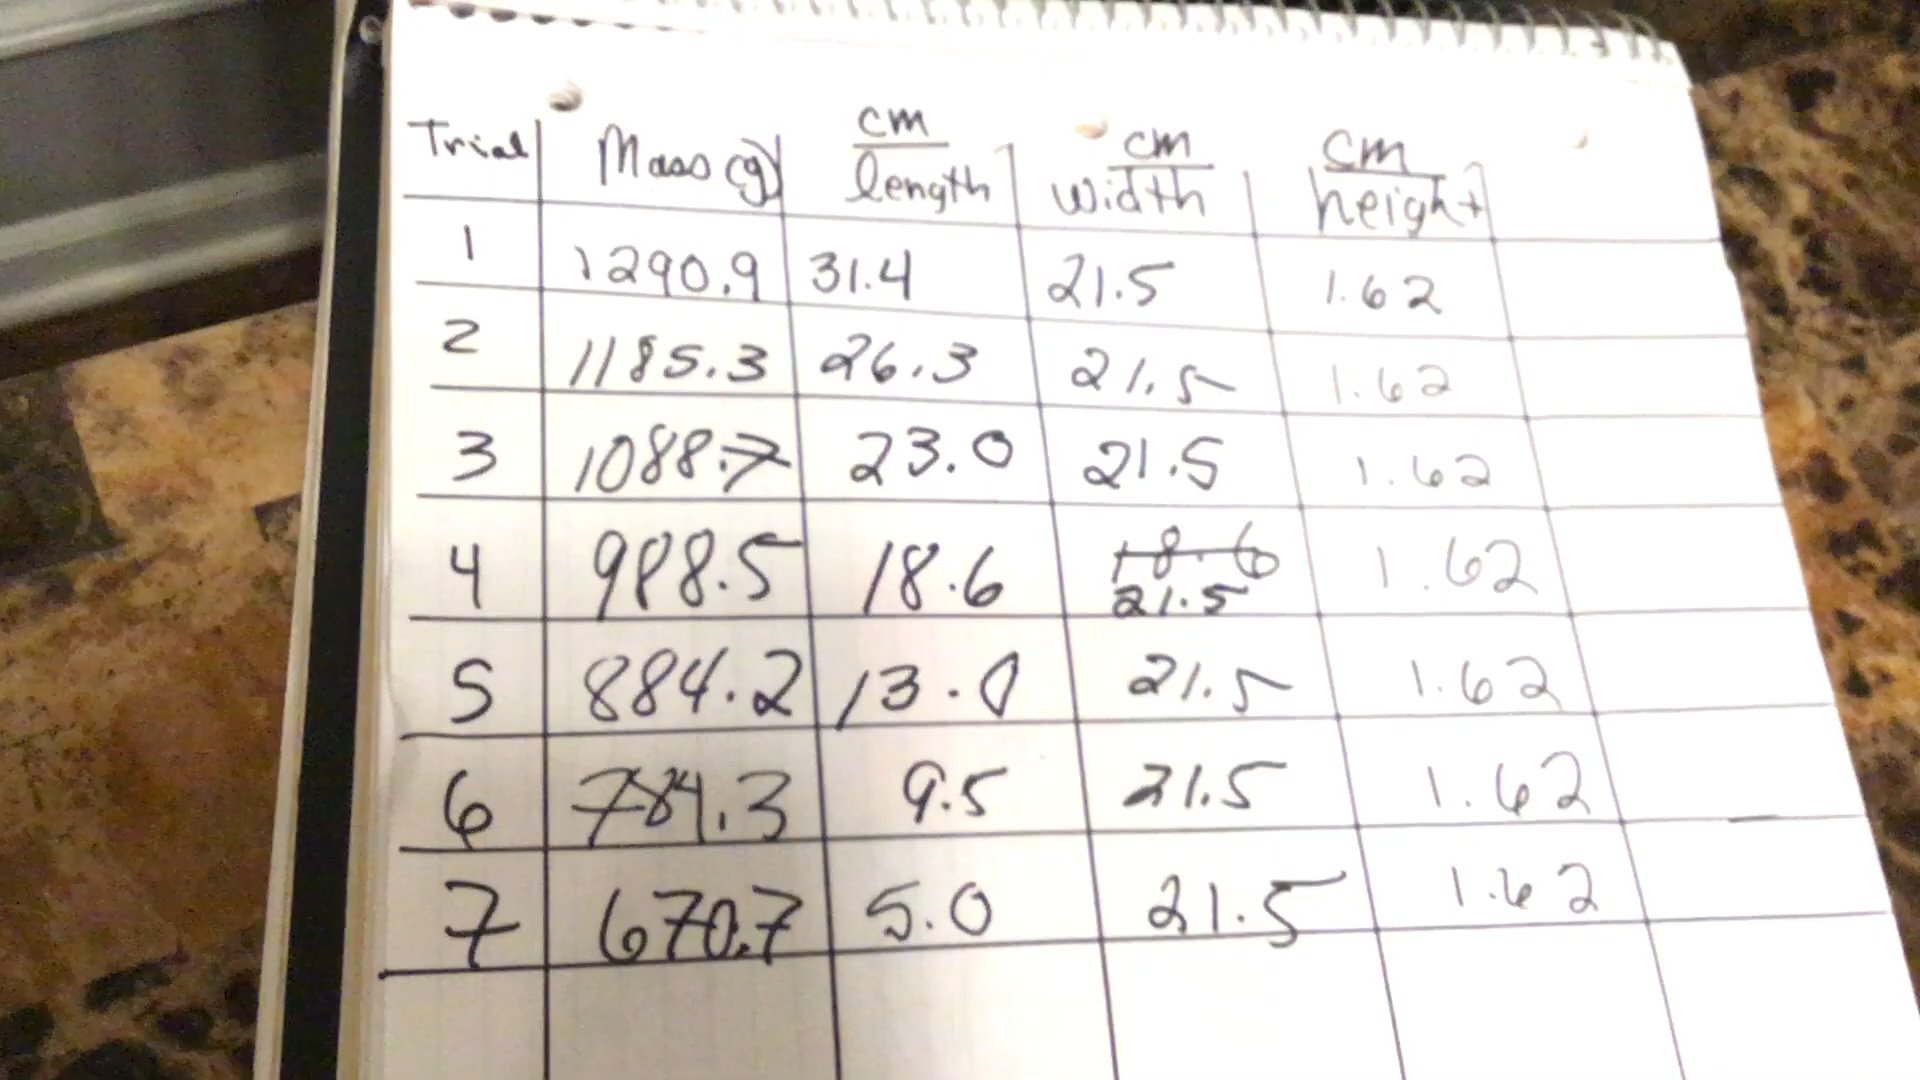 Trial Mass (g) cm length cm width cm height
1 1290.9 31.4 21.5 1.62
2 1185.3 26.3 21.5 1.62
3 1088.7 23.0 21.5 1.62
4 988.5 18.6 18.6 21.5 1.62
5 884.2 13.0 21.5 1.62
6 784.3 9.5 21.5 1.62
7 670.7 5.0 21.5 1.62